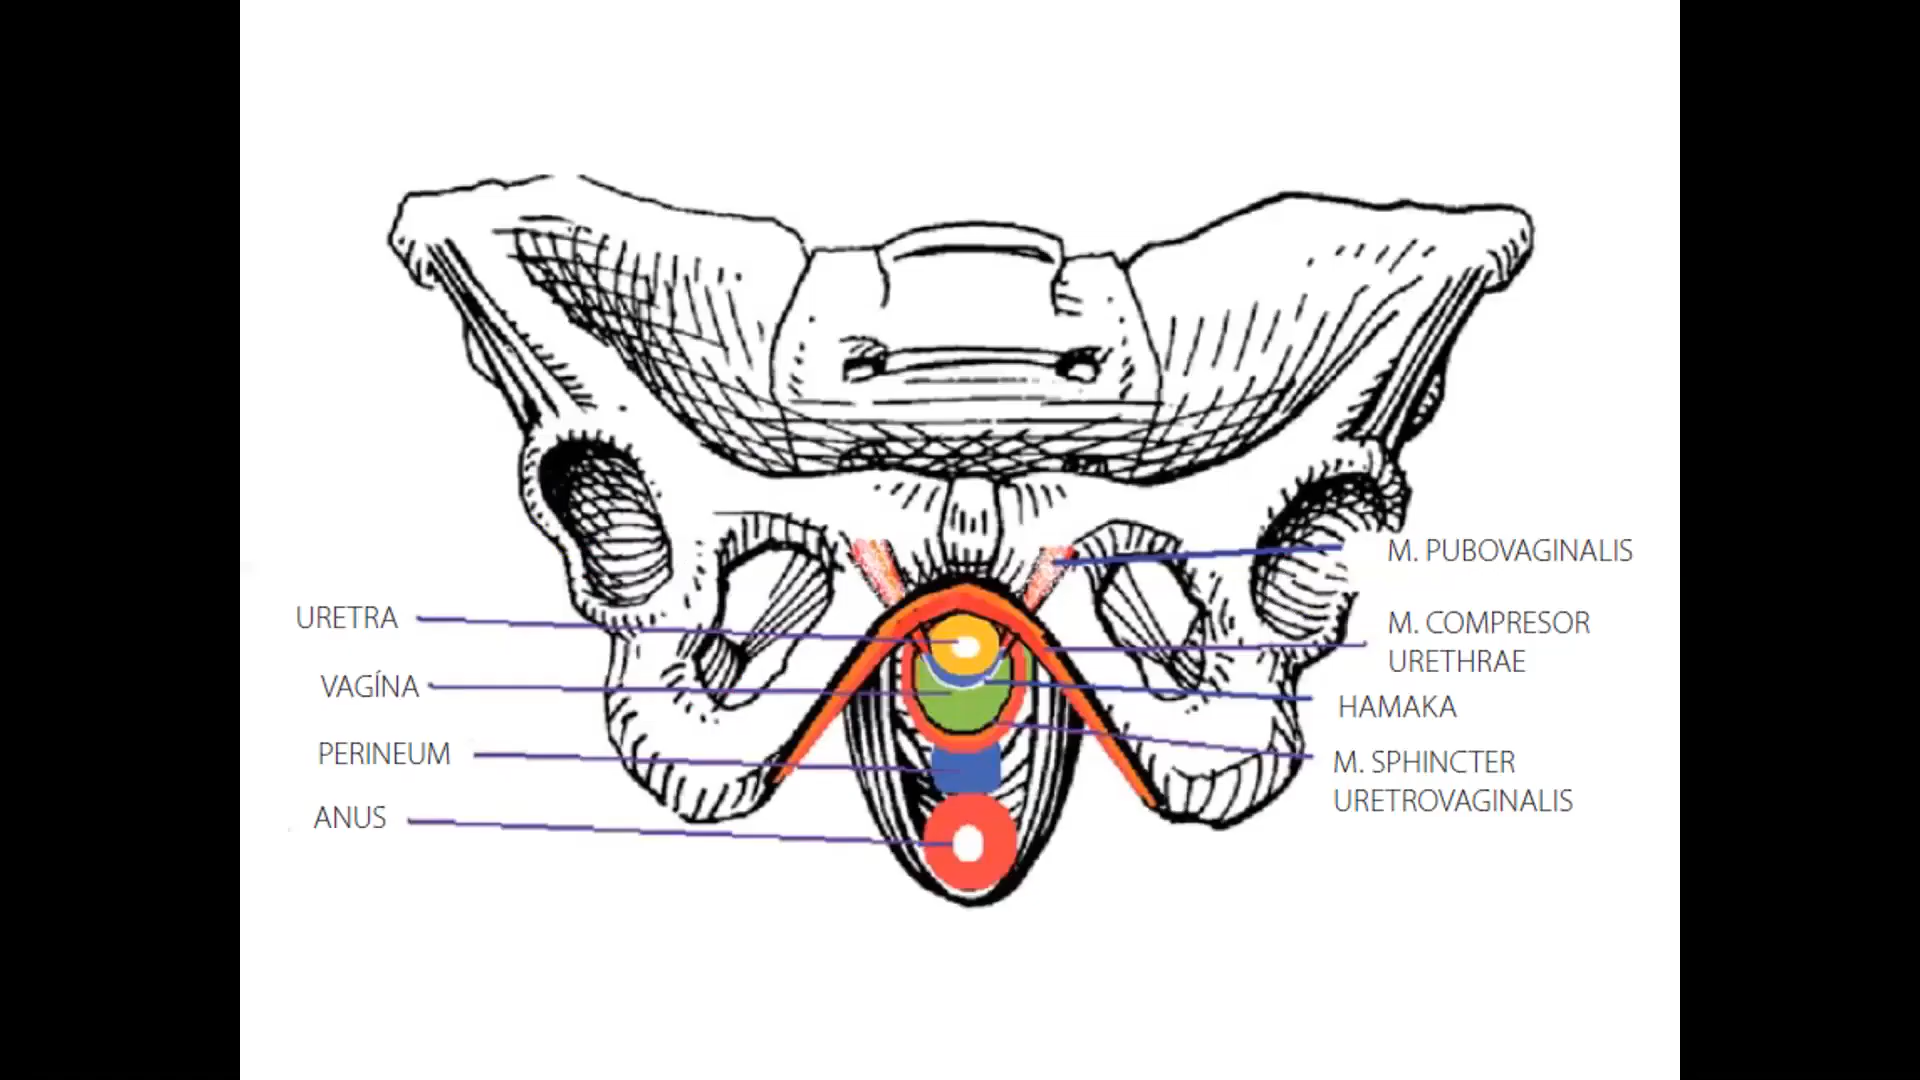 URETRA
VAGÍNA
PERINEUM
ANUS
M. PUBOVAGINALIS
M. COMPRESOR
URETHRAE
HAMAKA
M. SPHINCTER
URETROVAGINALIS